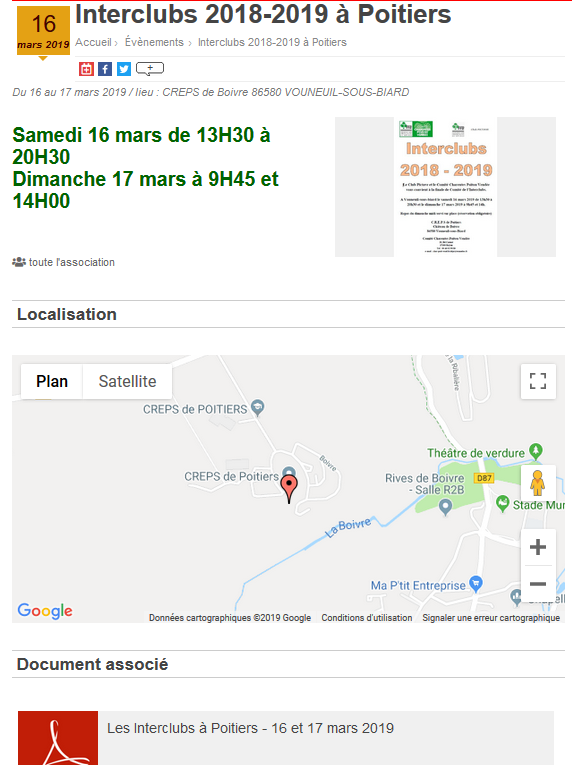 16
mars 2019
Interclubs 2018-2019 à Poitiers
Accueil › Évènements › Interclubs 2018-2019 à Poitiers
Du 16 au 17 mars 2019 / lieu : CREPS de Boivre 86580 VOUNEUIL-SOUS-BIARD
Samedi 16 mars de 13H30 à
20H30
Dimanche 17 mars à 9H45 et
14H00
Interclubs
2018 - 2019
toute l'association
Localisation
Plan
Satellite
la Ribalière
CREPS de POITIERS
Boivre
CREPS de Poitiers
Théâtre de verdure
D87
Rives de Boivre
- Salle R2B
Stade Mur
La Boivre
Ma P'tit Entreprise
Google
Données cartographiques ©2019 Google
Conditions d'utilisation
Signaler une erreur cartographique
Document associé
Les Interclubs à Poitiers - 16 et 17 mars 2019